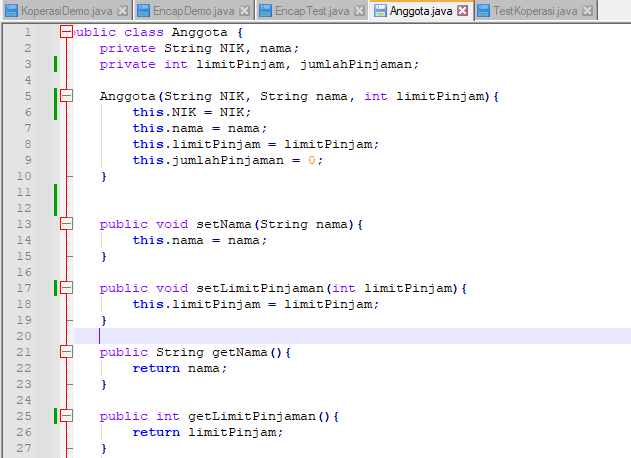 KoperasiDemo.java EncapDemo.java EncapTest.java Anggota.java TestKoperasi.java
1 public class Anggota {
2 private String NIK, nama;
3 private int limitPinjam, jumlahPinjaman;
4
5 Anggota(String NIK, String nama, int limitPinjam){
6 this.NIK = NIK;
7 this.nama = nama;
8 this.limitPinjam = limitPinjam;
9 this.jumlahPinjaman = 0;
10 }
11
12
13 public void setNama(String nama){
14 this.nama = nama;
15 }
16
17 public void setLimitPinjaman(int limitPinjam){
18 this.limitPinjam = limitPinjam;
19 }
20
21 public String getNama(){
22 return nama;
23 }
24
25 public int getLimitPinjaman(){
26 return limitPinjam;
27 }